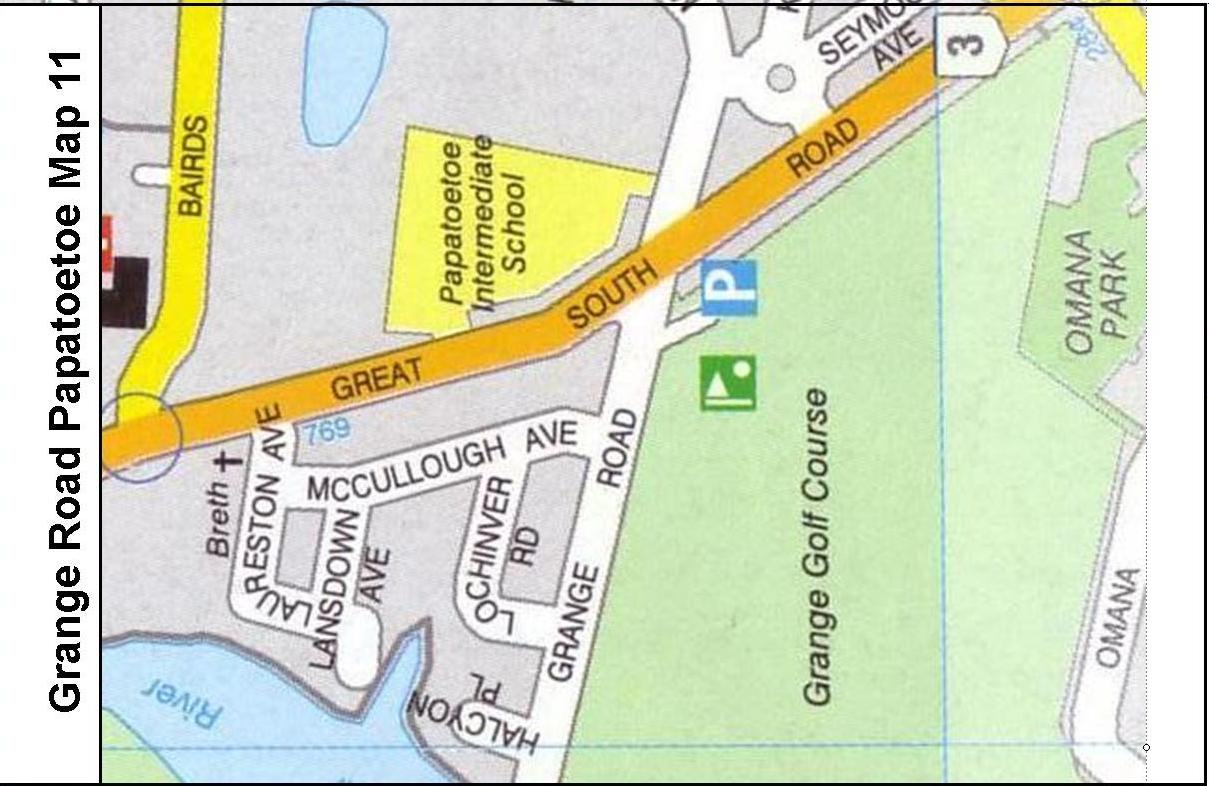 Grange Road Papatoetoe Map 11
BAIRDS
Papatoetoe
Intermediate
School
SEYMOU
AVE
3
GREAT SOUTH ROAD
P
769
Breth
LAURESTON AVE
MCCULLOUGH AVE
LANSDOWN
AVE
LOCHINVER
RD
GRANGE ROAD
HALCYON
PL
River
Grange Golf Course
OMANA
PARK
OMANA